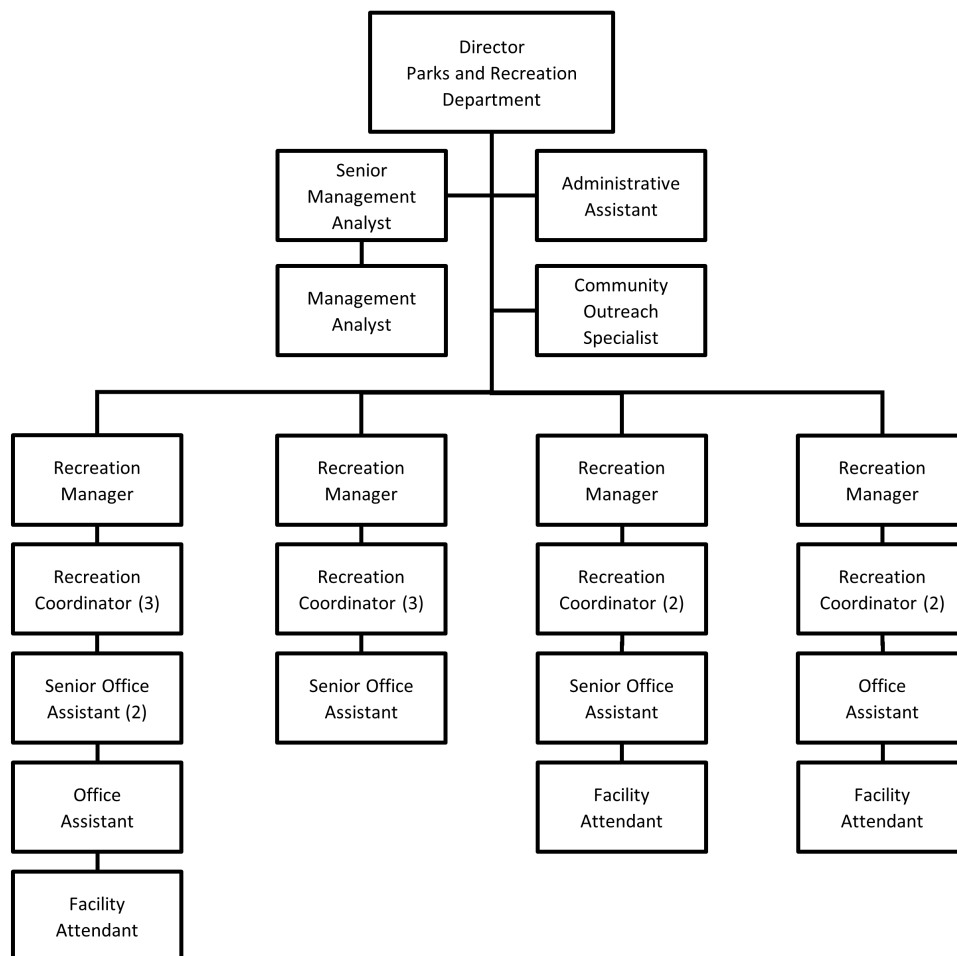 Director
Parks and Recreation
Department
Senior
Management
Analyst
Administrative
Assistant
Management
Analyst
Community
Outreach
Specialist
Recreation
Manager
Recreation
Coordinator (3)
Senior Office
Assistant (2)
Office
Assistant
Facility
Attendant
Recreation
Manager
Recreation
Coordinator (3)
Senior Office
Assistant
Recreation
Manager
Recreation
Coordinator (2)
Senior Office
Assistant
Facility
Attendant
Recreation
Manager
Recreation
Coordinator (2)
Office
Assistant
Facility
Attendant